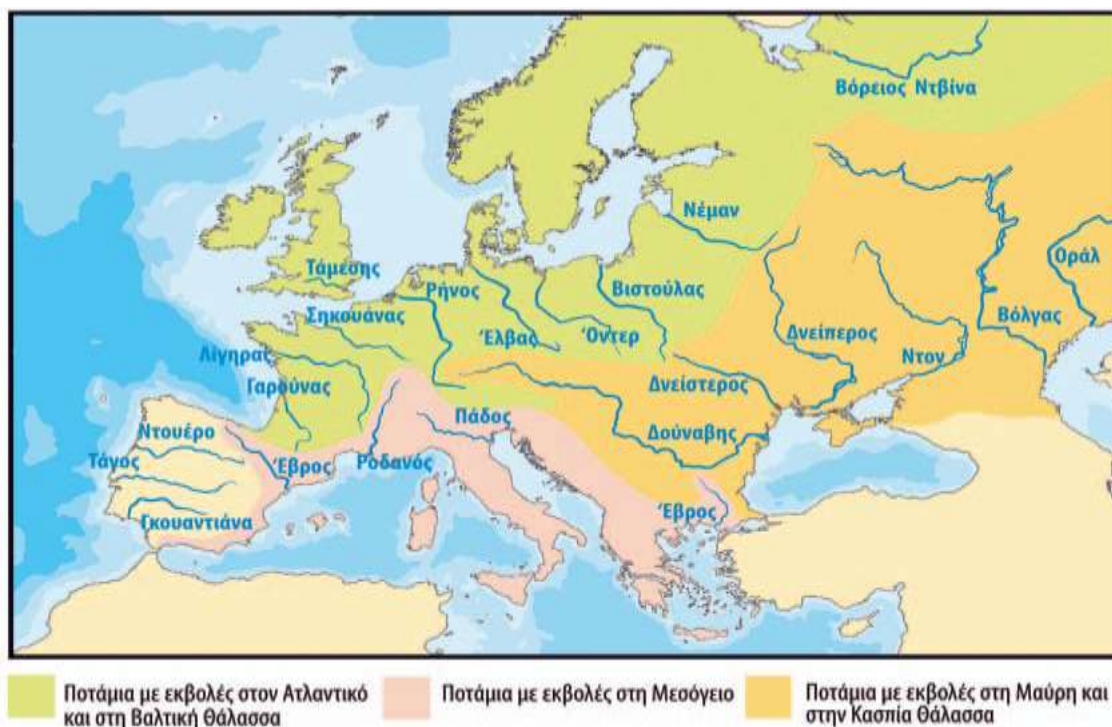 Βόρειος Ντβίνα
Νέμαν
Οράλ
Τάμεσης
Ρήνος
Βιστούλας
Σηκουάνας
Έλβας
Όντερ
Δνείπερος
Βόλγας
Λίγηρας
Ντον
Γαρούνας
Δνείστερος
Πάδος
Ντουέρο
Δούναβης
Τάγος
Έβρος
Ροδανός
Έβρος
Γκουαντιάνα
Ποτάμια με εκβολές στον Ατλαντικό
και στη Βαλτική Θάλασσα
Ποτάμια με εκβολές στη Μεσόγειο
Ποτάμια με εκβολές στη Μαύρη και
στην Κασπία Θάλασσα